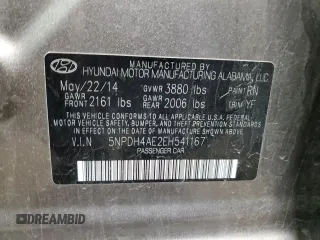 MANUFACTURED BY
HYUNDAI MOTOR MANUFACTURING ALABAMA, LLC
May/22/14 GVWR 3880 lbs PAINT RN
GAWR FRONT 2161 lbs GAWR REAR 2006 lbs TRIM YF
THIS VEHICLE CONFORMS TO ALL APPLICABLE
FEDERAL MOTOR VEHICLE SAFETY, BUMPER, AND
THEFT PREVENTION STANDARDS IN EFFECT ON
THE DATE OF MANUFACTURE SHOWN ABOVE.
V.I.N 5NPDH4AE2EH541167
PASSENGER CAR